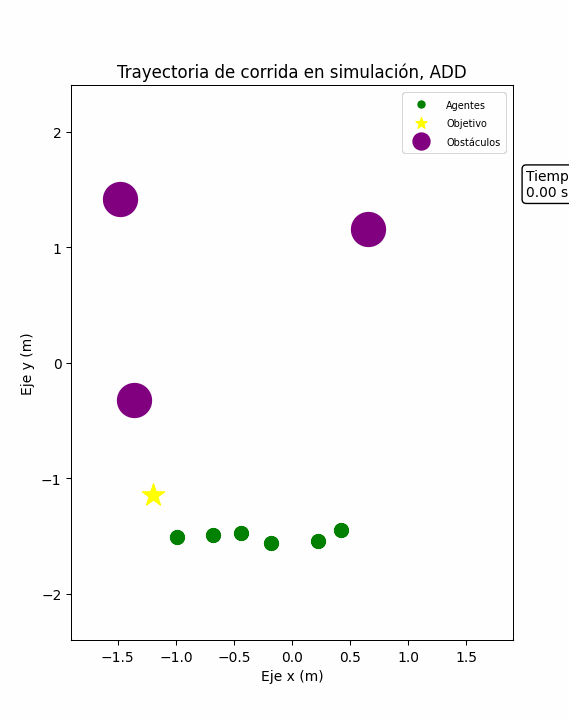 Trayectoria de corrida en simulación, ADD
Agentes
Objetivo
Obstáculos
Tiemp
0.00 s
2
1
0
−1
−2
Eje y (m)
−1.5 −1.0 −0.5 0.0 0.5 1.0 1.5
Eje x (m)